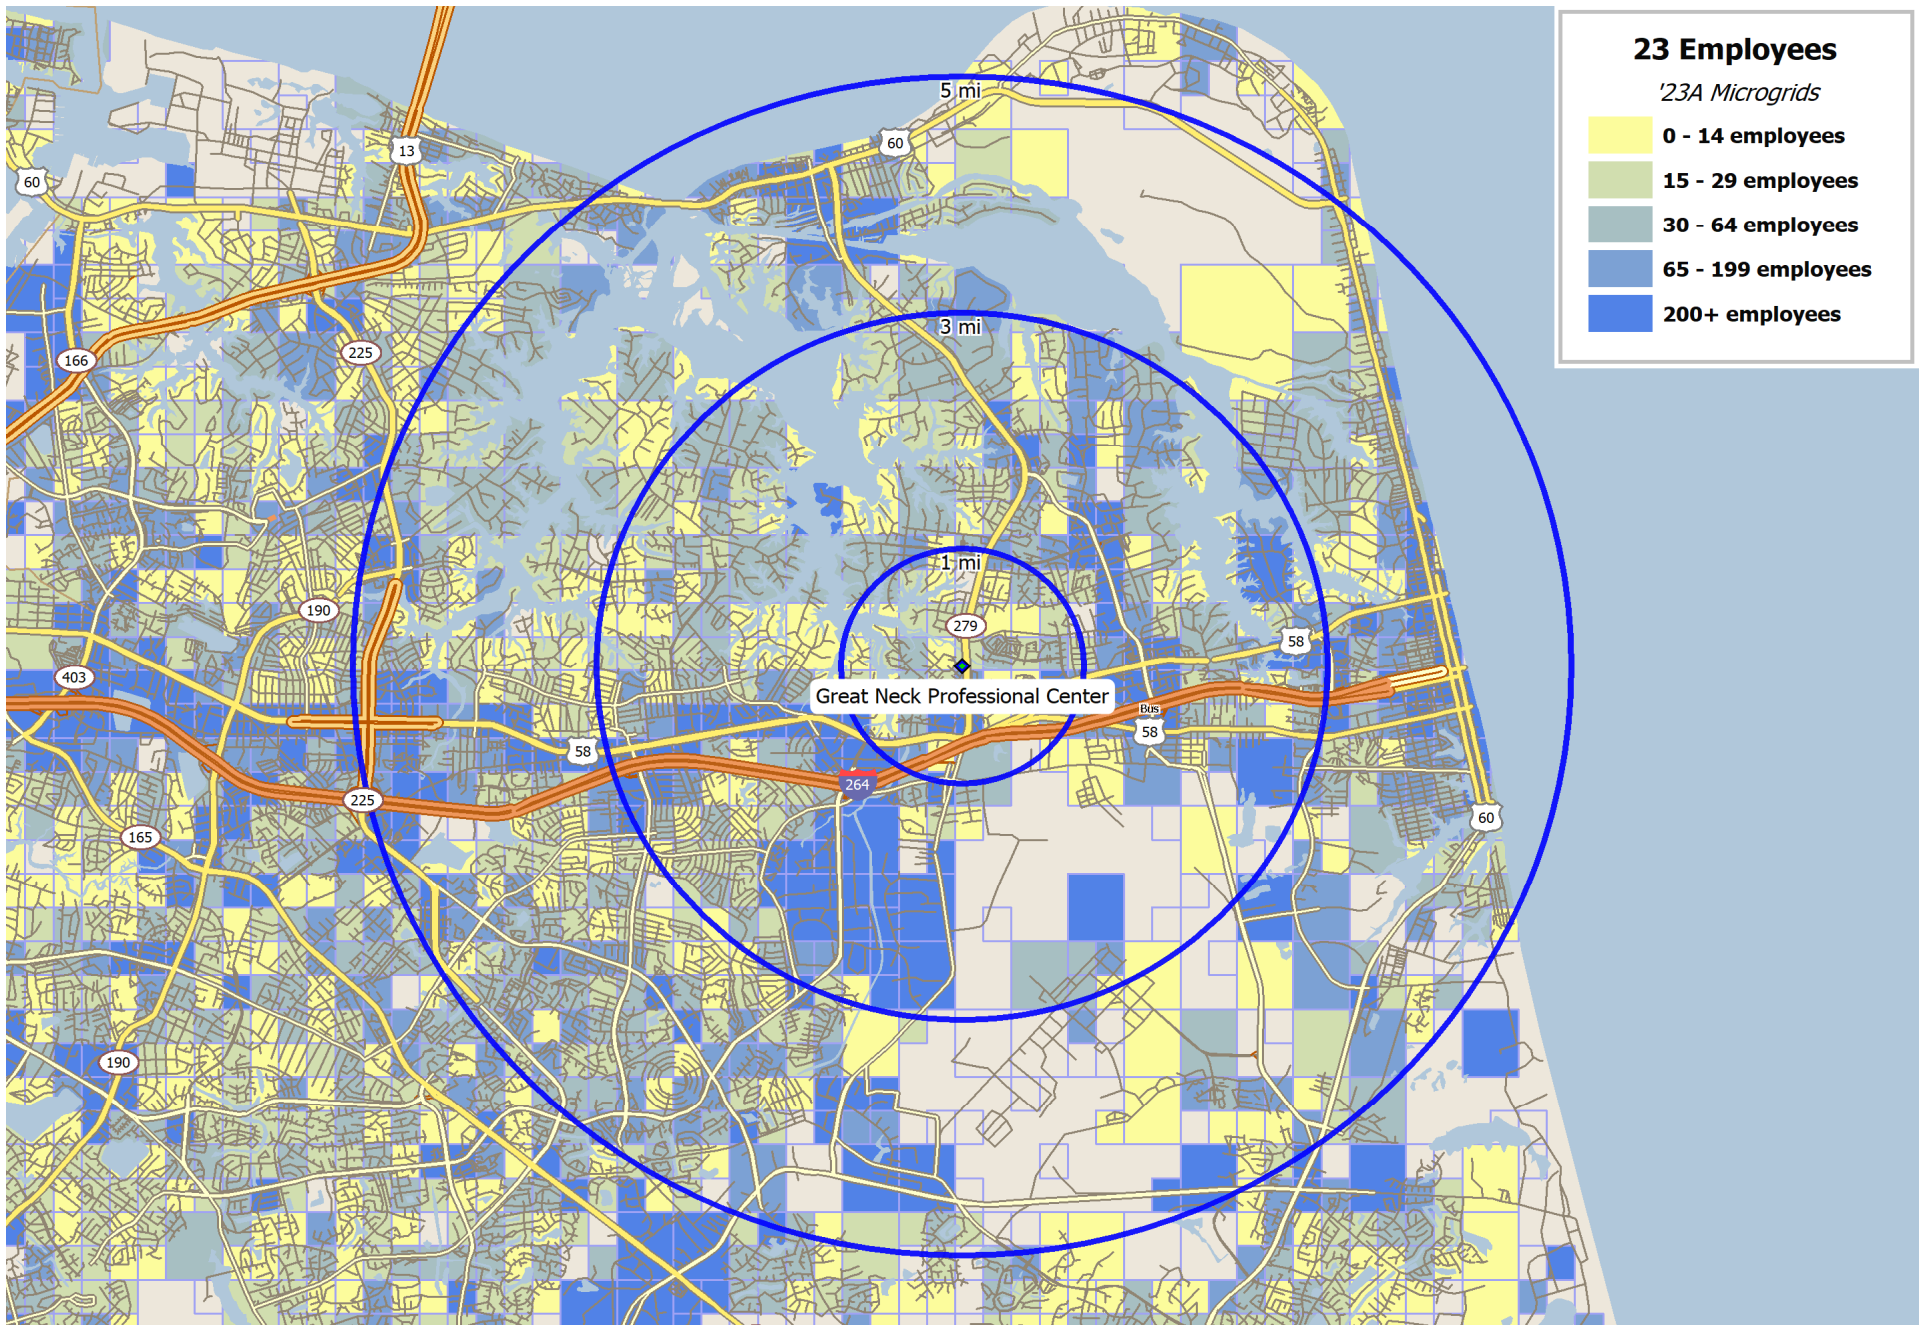 23 Employees
'23A Microgrids
0 - 14 employees
15 - 29 employees
30 - 64 employees
65 - 199 employees
200+ employees
5 mi
60
13
60
3 mi
225
166
1 mi
190
279
58
403
Great Neck Professional Center
Bus
58
58
264
225
60
165
190